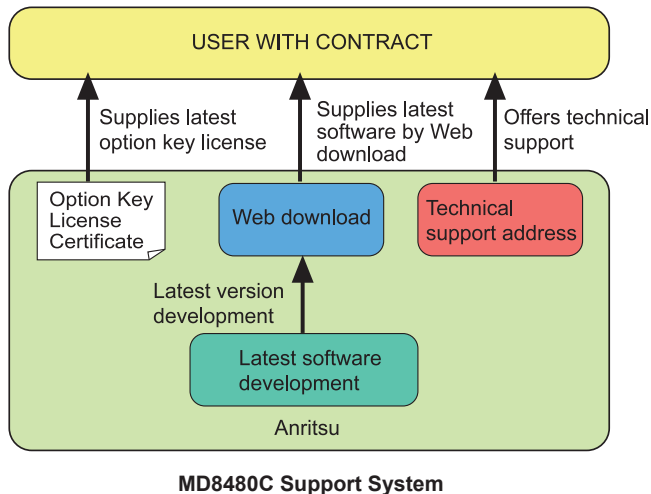 USER WITH CONTRACT
Supplies latest
option key license
Supplies latest
software by Web
download
Offers technical
support
Option Key
License
Certificate
Web download
Technical
support address
Latest version
development
Latest software
development
Anritsu
MD8480C Support System